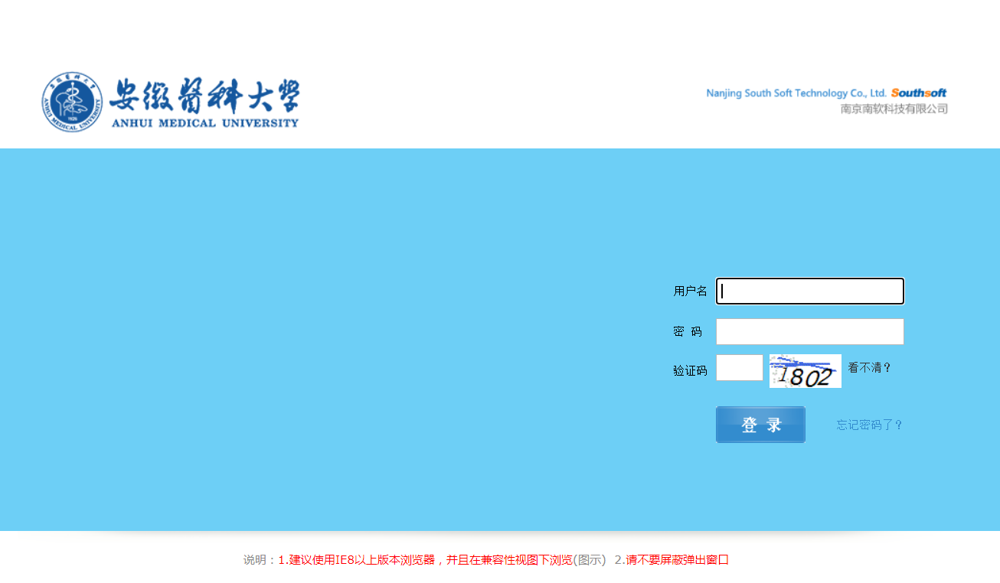 安徽醫科大學
ANHUI MEDICAL UNIVERSITY
Nanjing South Soft Technology Co., Ltd. Southsoft
南京南软科技有限公司
用户名
密 码
验证码 1802 看不清？
登 录 忘记密码了？
说明：1.建议使用IE8以上版本浏览器，并且在兼容性视图下浏览(图示) 2.请不要屏蔽弹出窗口